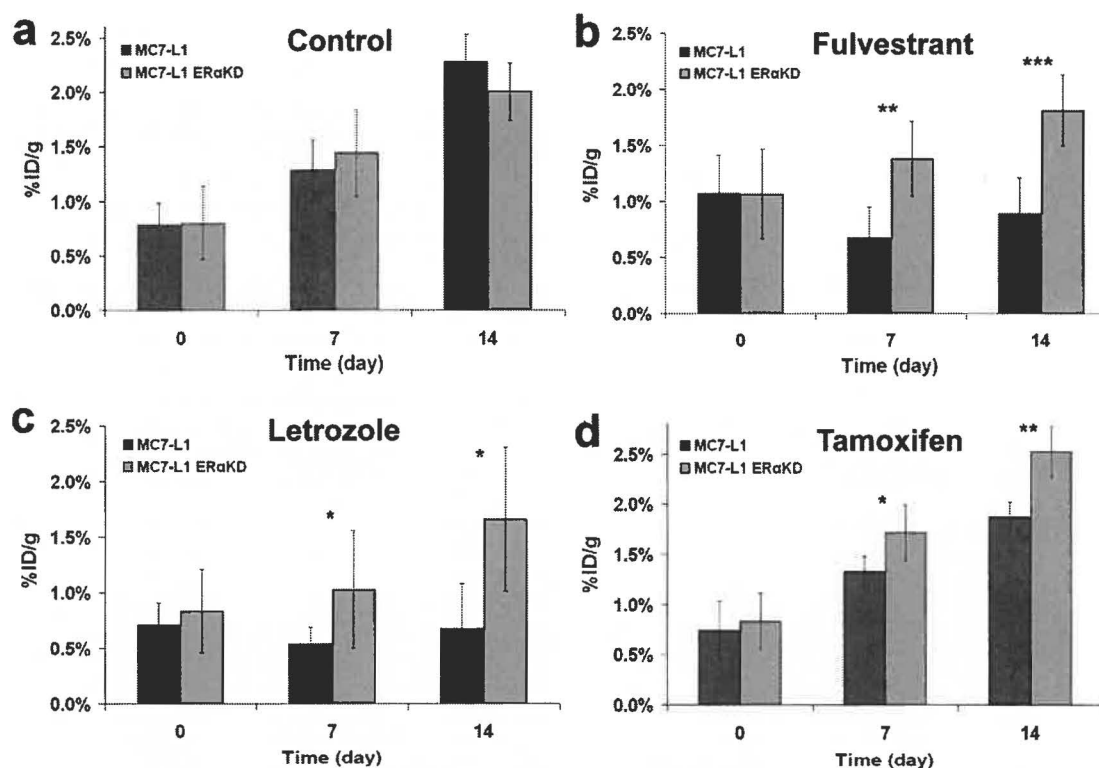 a
Control
MC7-L1
MC7-L1 ERαKD
%ID/g
2.5%
2.0%
1.5%
1.0%
0.5%
0.0%
0 7 14
Time (day)
b
Fulvestrant
MC7-L1
MC7-L1 ERαKD
%ID/g
2.5%
2.0%
1.5%
1.0%
0.5%
0.0%
** ***
0 7 14
Time (day)
c
Letrozole
MC7-L1
MC7-L1 ERαKD
%ID/g
2.5%
2.0%
1.5%
1.0%
0.5%
0.0%
* *
0 7 14
Time (day)
d
Tamoxifen
MC7-L1
MC7-L1 ERαKD
%ID/g
2.5%
2.0%
1.5%
1.0%
0.5%
0.0%
* **
0 7 14
Time (day)